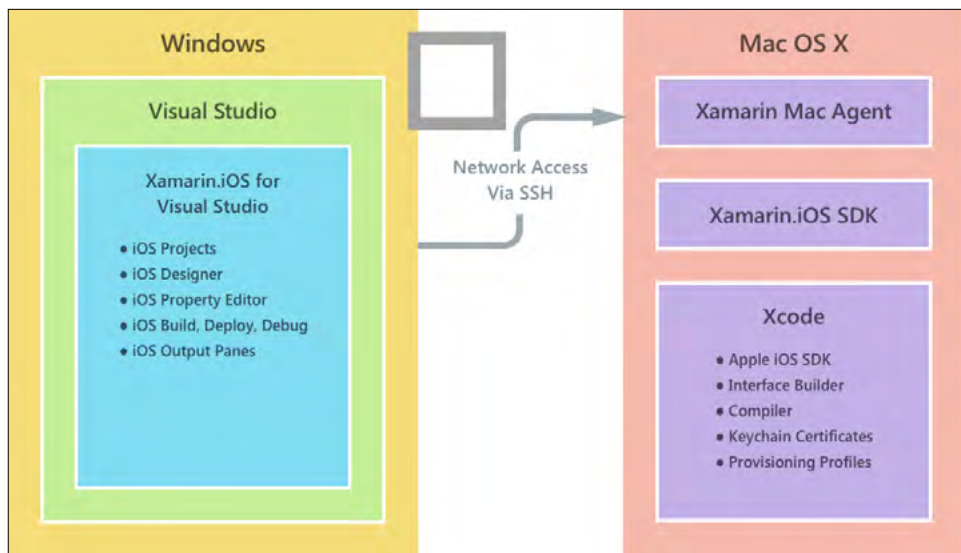 Windows
Visual Studio
Xamarin.iOS for
Visual Studio
• iOS Projects
• iOS Designer
• iOS Property Editor
• iOS Build, Deploy, Debug
• iOS Output Panes
Network Access
Via SSH
Mac OS X
Xamarin Mac Agent
Xamarin.iOS SDK
Xcode
• Apple iOS SDK
• Interface Builder
• Compiler
• Keychain Certificates
• Provisioning Profiles